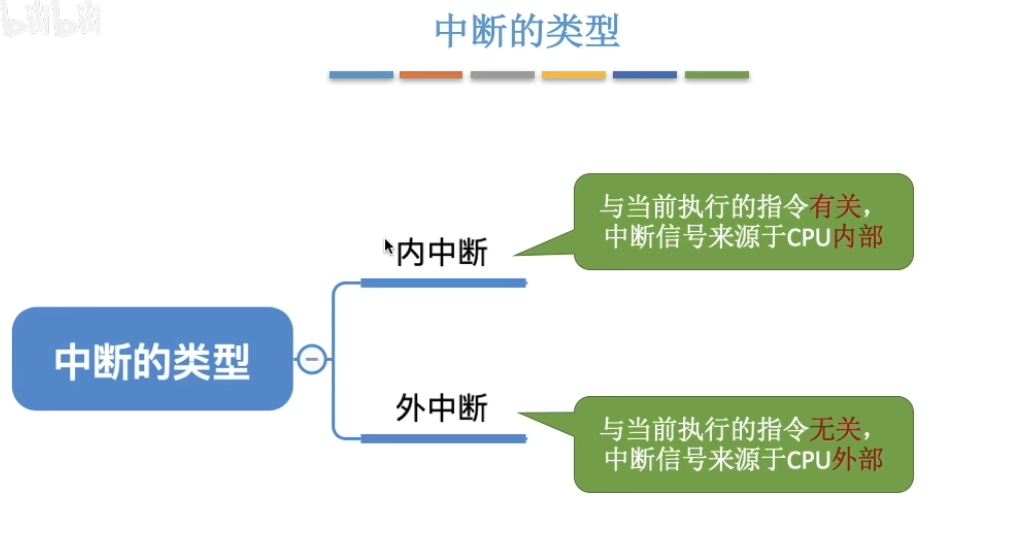 bilibili
中断的类型
与当前执行的指令有关，
中断信号来源于CPU内部
内中断
中断的类型
外中断
与当前执行的指令无关，
中断信号来源于CPU外部